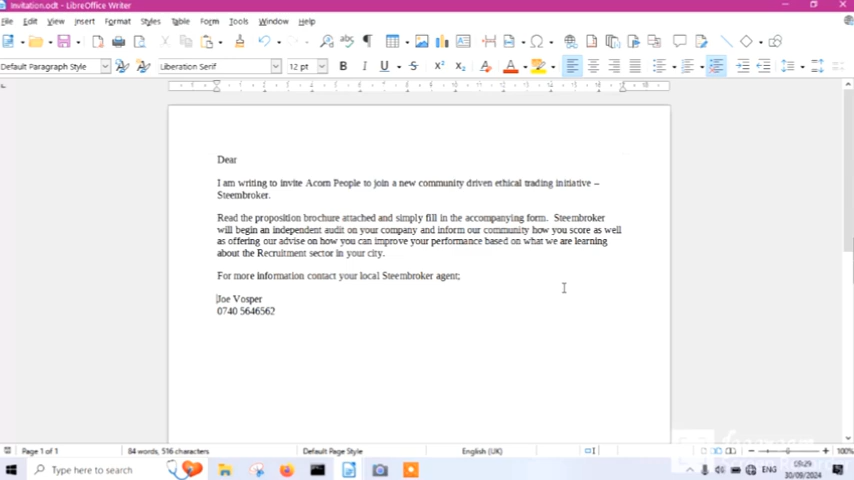 Invitation.odt - LibreOffice Writer
File Edit View Insert Format Styles Table Form Tools Window Help
Default Paragraph Style Liberation Serif 12 pt
Dear
I am writing to invite Acorn People to join a new community driven ethical trading initiative –
Steembroker.
Read the proposition brochure attached and simply fill in the accompanying form. Steembroker
will begin an independent audit on your company and inform our community how you score as well
as offering our advise on how you can improve your performance based on what we are learning
about the Recruitment sector in your city.
For more information contact your local Steembroker agent;
Joe Vosper
0740 5646562
Page 1 of 1 84 words, 516 characters Default Page Style English (UK) 100%
Type here to search ENG 09:29
30/09/2024